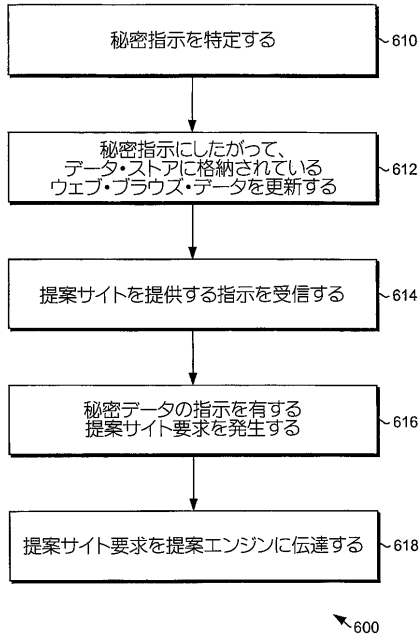 秘密指示を特定する
610
秘密指示にしたがって、
データ・ストアに格納されている
ウェブ・ブラウズ・データを更新する
612
提案サイトを提供する指示を受信する
614
秘密データの指示を有する
提案サイト要求を発生する
616
提案サイト要求を提案エンジンに伝達する
618
600